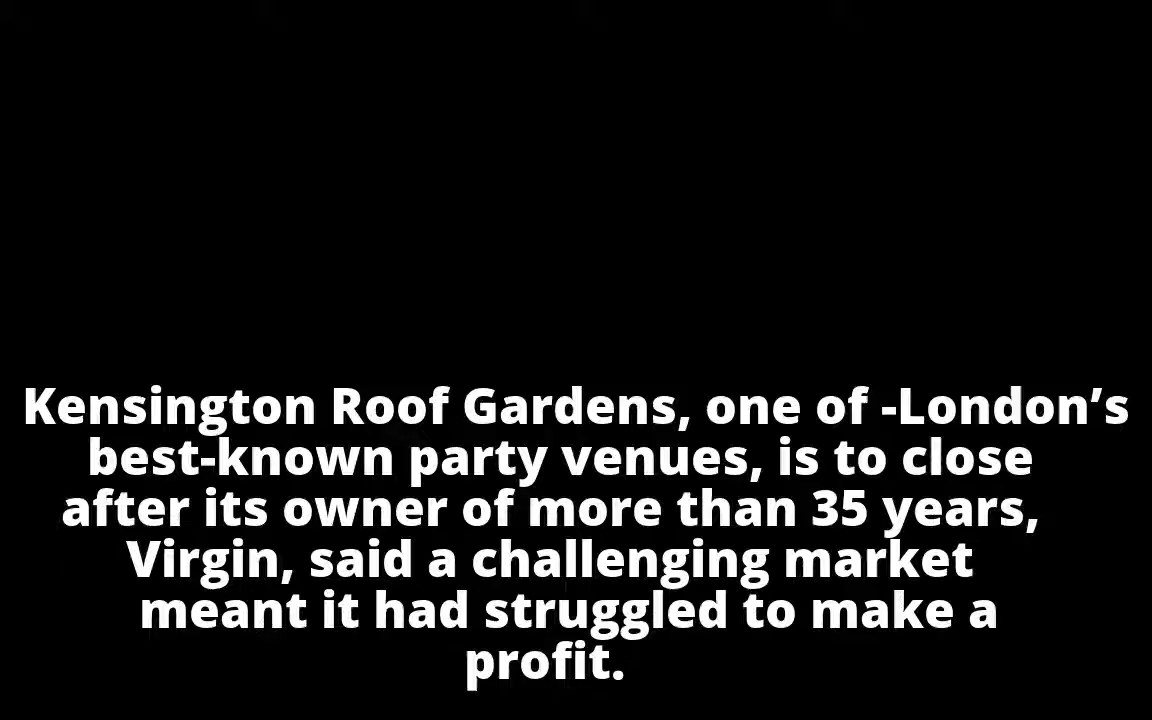 Kensington Roof Gardens, one of -London’s
best-known party venues, is to close
after its owner of more than 35 years,
Virgin, said a challenging market
meant it had struggled to make a
profit.